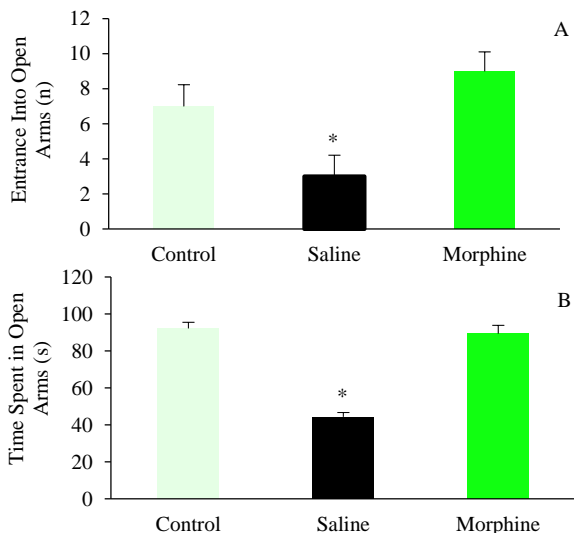 A
Entrance Into Open
Arms (n)
12
10
8
6
4
2
0
*
Control Saline Morphine
B
Time Spent in Open
Arms (s)
120
100
80
60
40
20
0
*
Control Saline Morphine